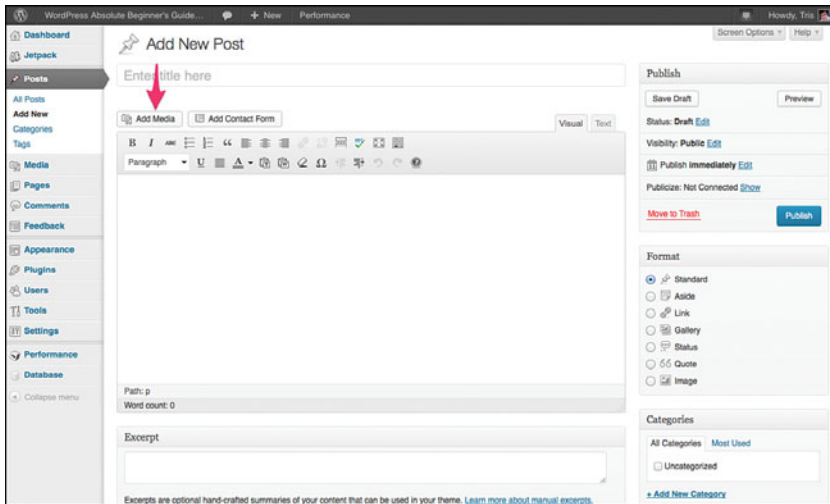 WordPress Absolute Beginner's Guide...
+ New
Performance
Howdy, Tris
Screen Options
Help
Dashboard
Jetpack
Posts
All Posts
Add New
Categories
Tags
Media
Pages
Comments
Feedback
Appearance
Plugins
Users
Tools
Settings
Performance
Database
Collapse menu
Add New Post
Enter title here
Add Media
Add Contact Form
Visual
Text
B I ABC
Paragraph U A Ω
Path: p
Word count: 0
Excerpt
Excerpts are optional hand-crafted summaries of your content that can be used in your theme. Learn more about manual excerpts.
Publish
Save Draft
Preview
Status: Draft Edit
Visibility: Public Edit
Publish immediately Edit
Publicize: Not Connected Show
Move to Trash
Publish
Format
Standard
Aside
Link
Gallery
Status
Quote
Image
Categories
All Categories
Most Used
Uncategorized
+ Add New Category